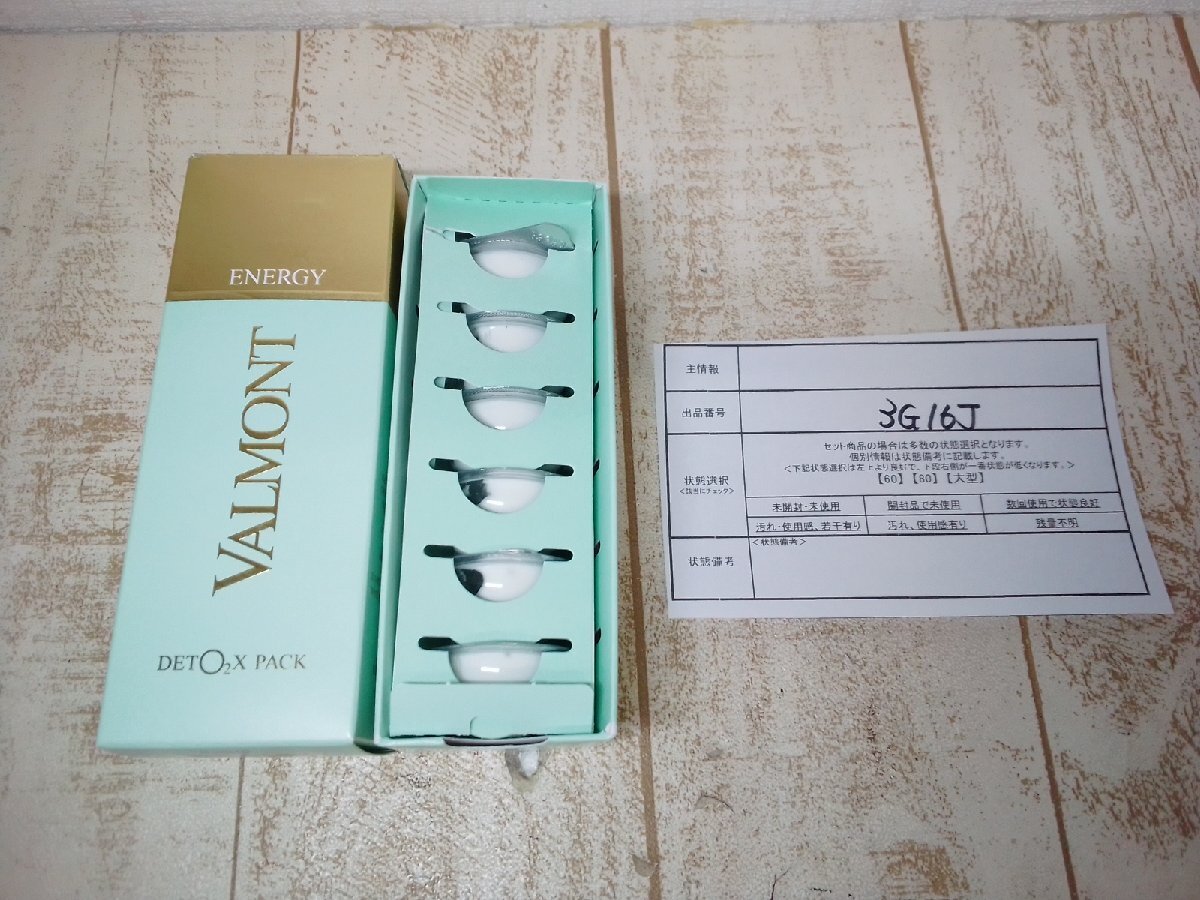 ENERGY
VALMONT
DETO₂X PACK
主情報
出品番号
3G16J
状態選択
<該当にチェック>
セット商品の場合は多数の状態選択となります。
個別情報は状態備考に記載します。
<下記状態選択は左上より良好で、下段右側が一番状態が低くなります。>
【60】【80】【大型】
未開封・未使用 開封品で未使用 数回使用で状態良好
汚れ・使用感、若干有り 汚れ、使用感有り 残量不明
状態備考
<状態備考>